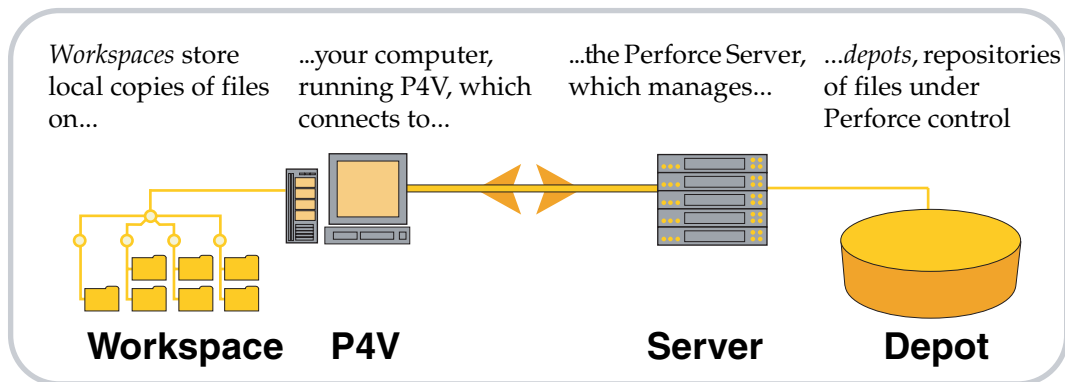 Workspaces store
local copies of files
on...
...your computer,
running P4V, which
connects to...
...the Perforce Server,
which manages...
...depots, repositories
of files under
Perforce control
Workspace
P4V
Server
Depot